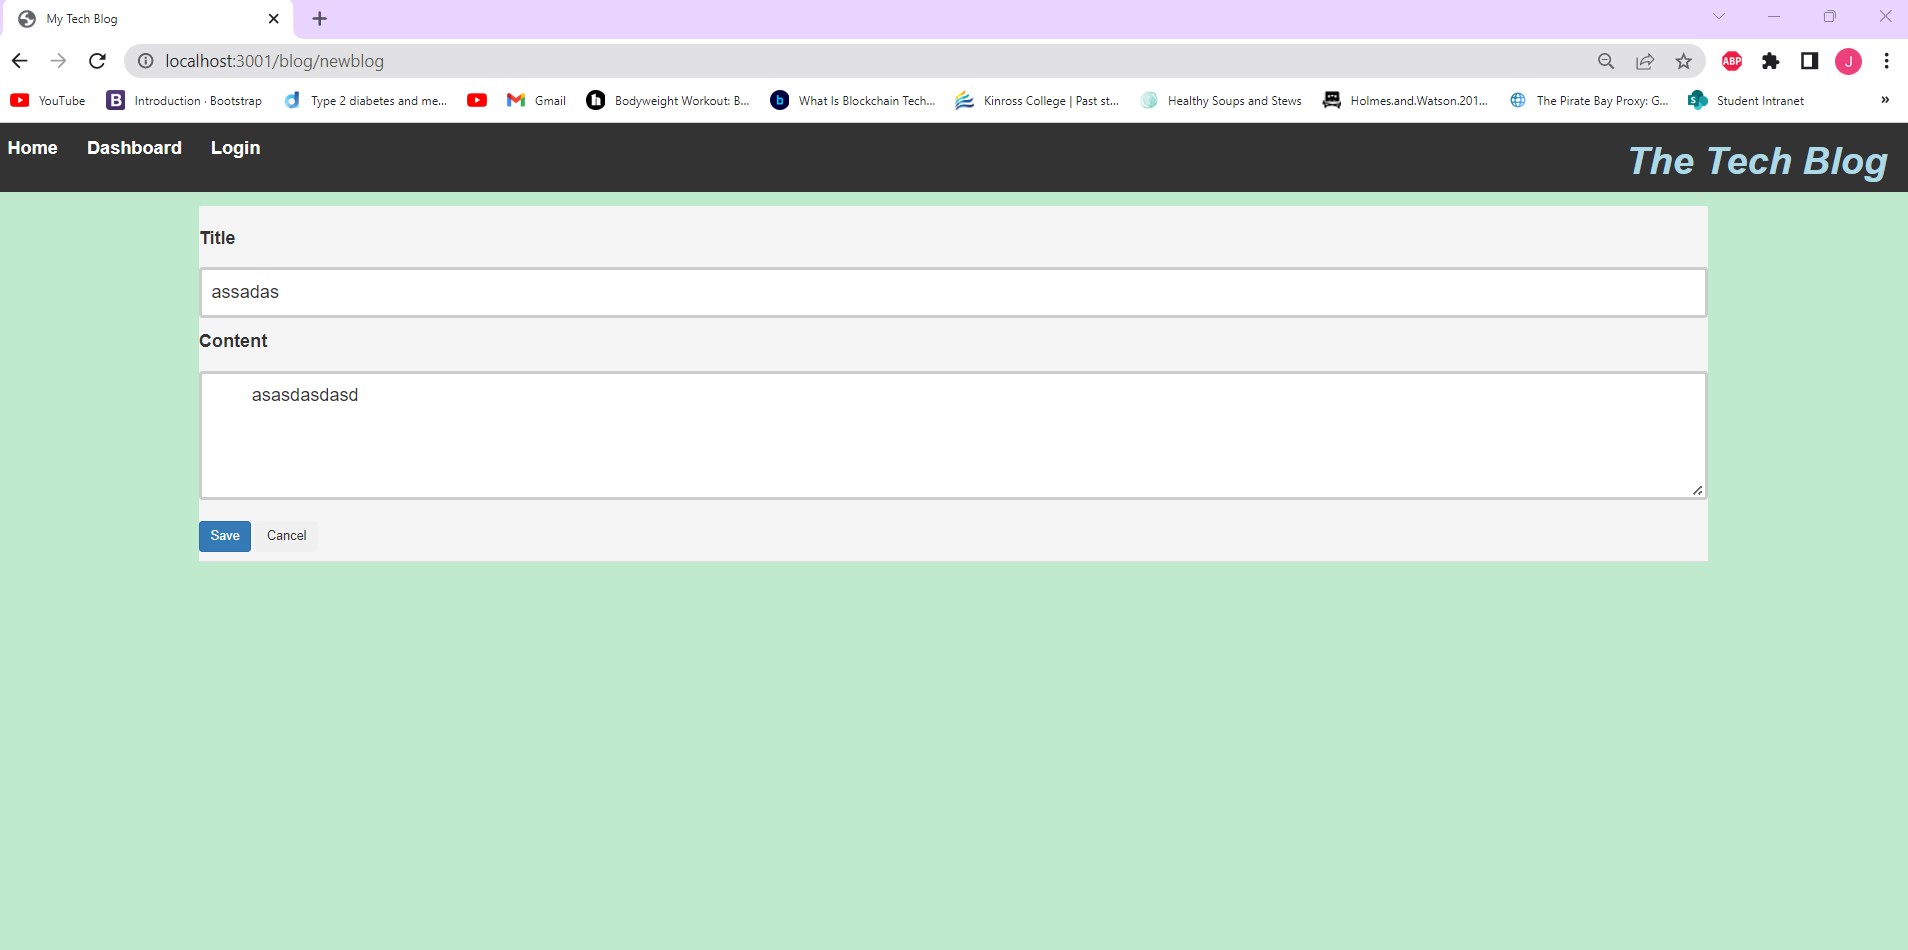 My Tech Blog
localhost:3001/blog/newblog
ABP
J
YouTube B Introduction · Bootstrap d Type 2 diabetes and me... Gmail h Bodyweight Workout: B... b What Is Blockchain Tech... Kinross College | Past st... Healthy Soups and Stews Holmes.and.Watson.201... The Pirate Bay Proxy: G... S Student Intranet »
Home Dashboard Login The Tech Blog
Title
assadas
Content
asasdasdasd
Save Cancel